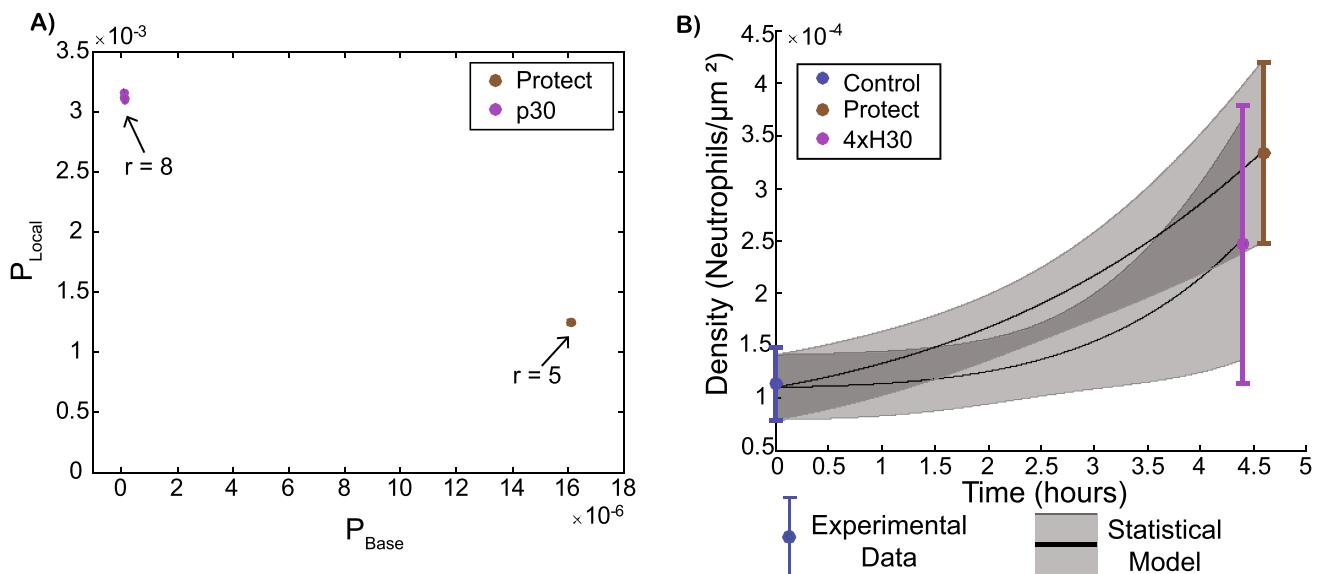 A)
×10⁻³
3.5
3
2.5
2
1.5
1
0.5
0
P_Local
Protect
p30
r = 8
r = 5
0 2 4 6 8 10 12 14 16 18
×10⁻⁶
P_Base
B)
4.5 ×10⁻⁴
4
3.5
3
2.5
2
1.5
1
0.5
Density (Neutrophils/µm ²)
Control
Protect
4xH30
0 0.5 1 1.5 2 2.5 3 3.5 4 4.5 5
Time (hours)
Experimental
Data
Statistical
Model